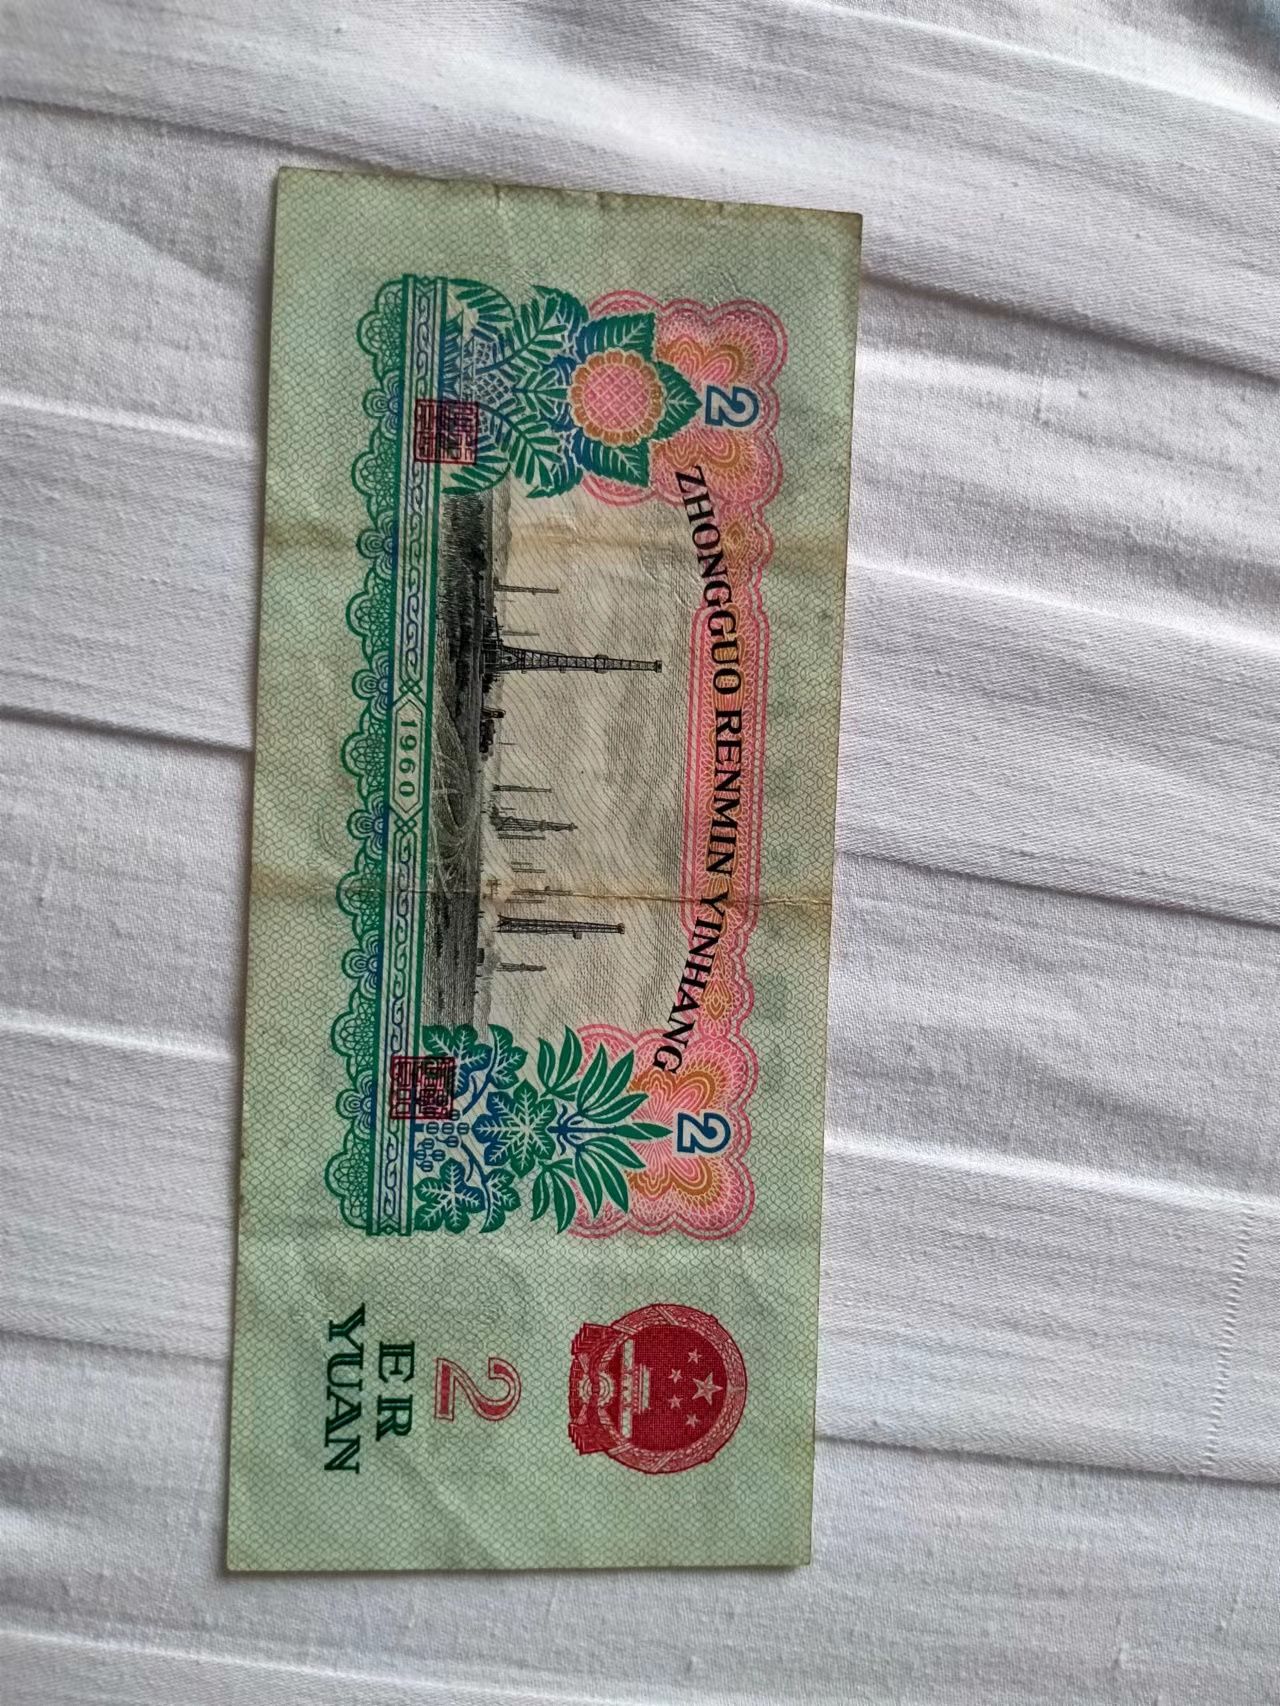 ZHONGGUO RENMIN YINHANG
2
2
1960
2
ER
YUAN